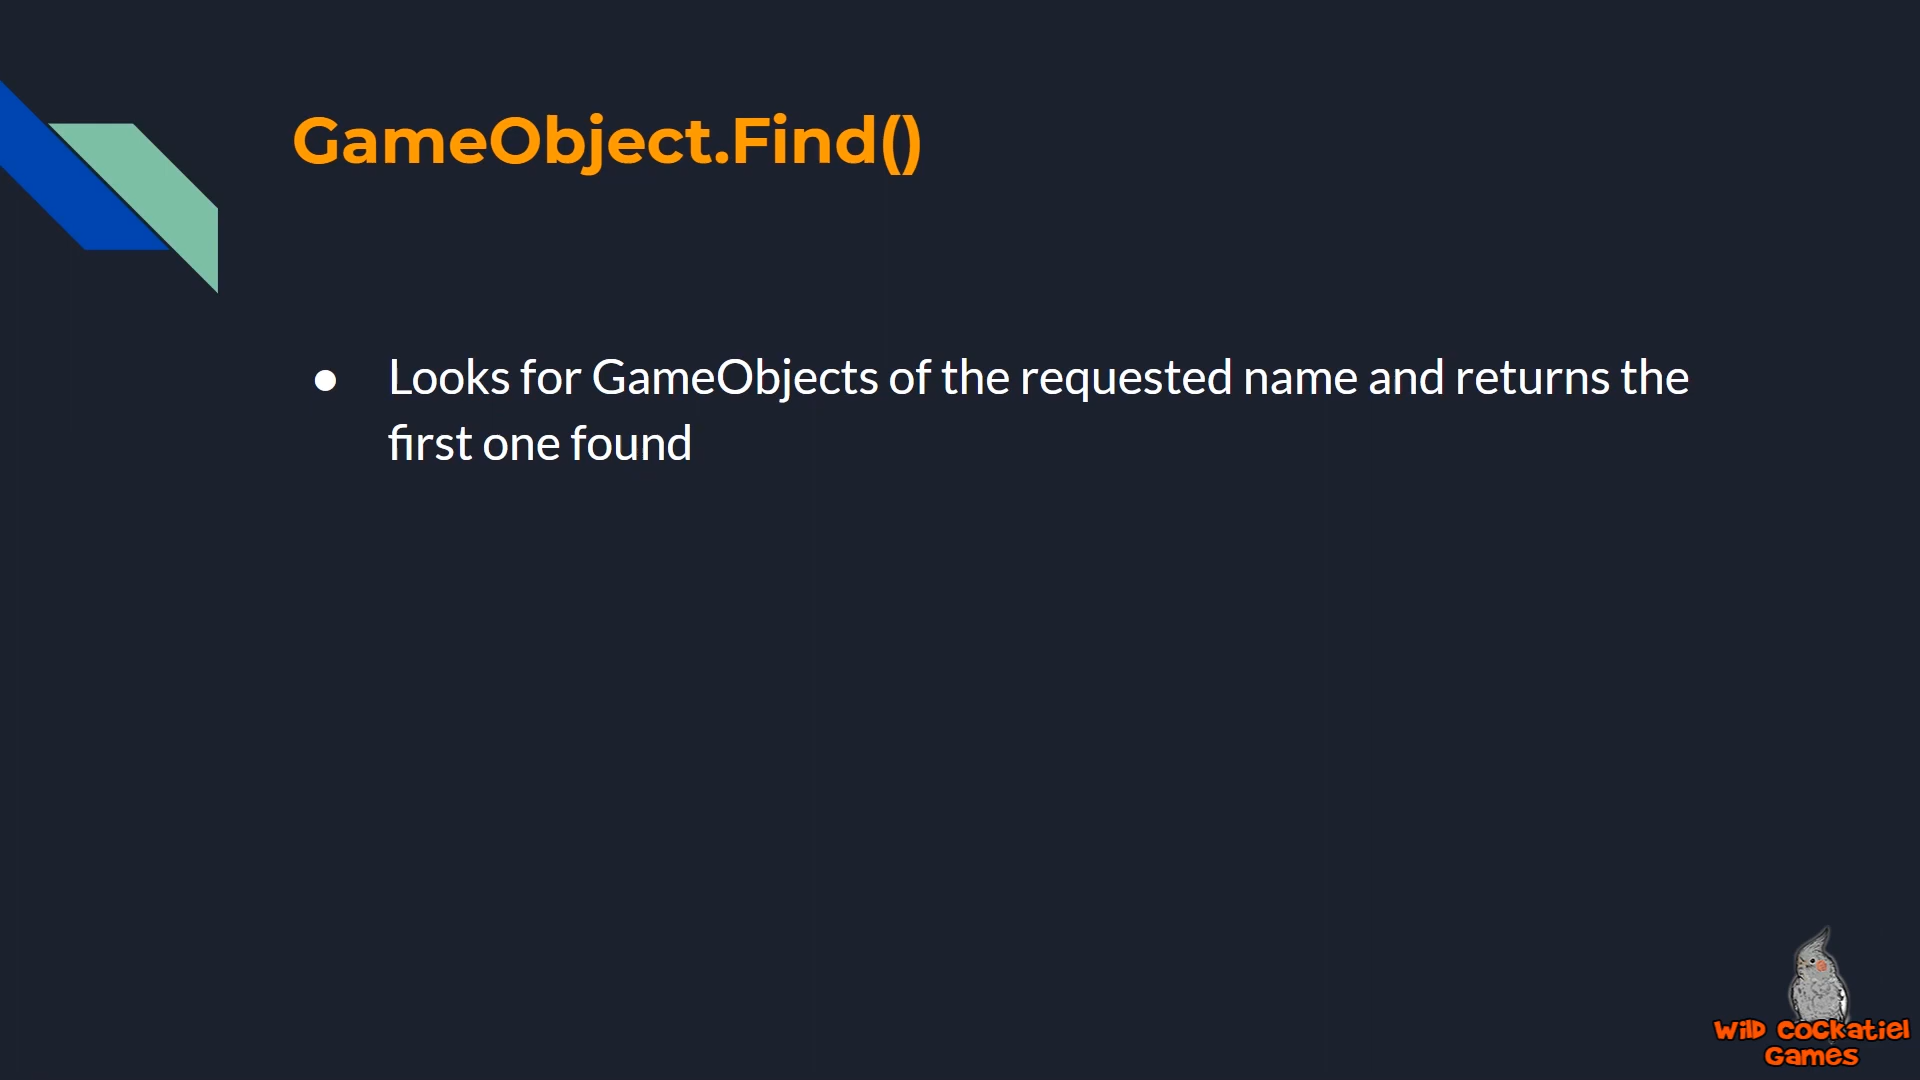 GameObject.Find()
● Looks for GameObjects of the requested name and returns the
first one found
Wild Cockatiel
Games